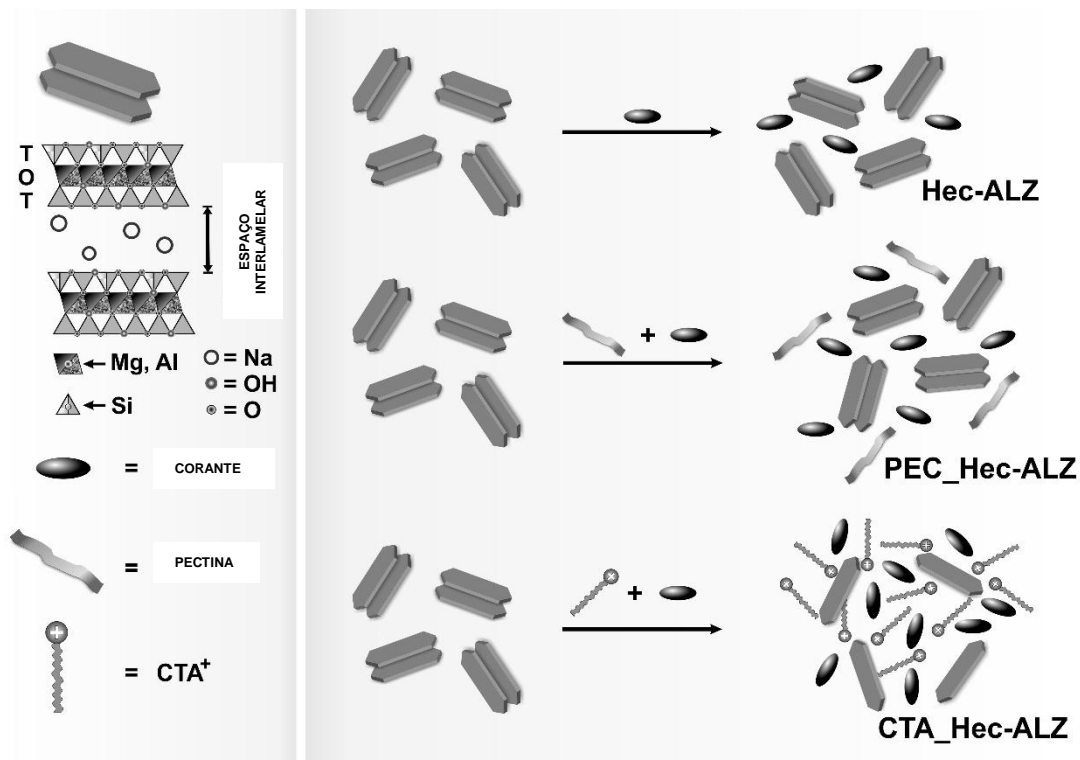 T
O
T
ESPAÇO
INTERLAMELAR
Mg, Al
Si
= Na
= OH
= O
= CORANTE
= PECTINA
= CTA+
Hec-ALZ
+
PEC_Hec-ALZ
+
CTA_Hec-ALZ